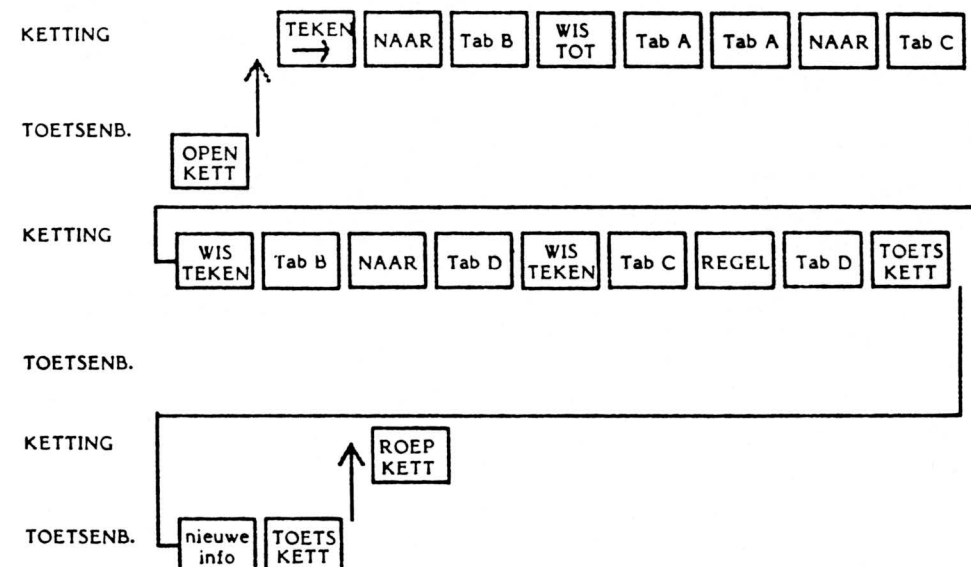 KETTING
TEKEN NAAR Tab B WIS Tab A Tab A NAAR Tab C
→ TOT
TOETSENB.
OPEN
KETT
KETTING
WIS Tab B NAAR Tab D WIS Tab C REGEL Tab D TOETS
TEKEN TEKEN KETT
TOETSENB.
KETTING
ROEP
KETT
TOETSENB.
nieuwe TOETS
info KETT